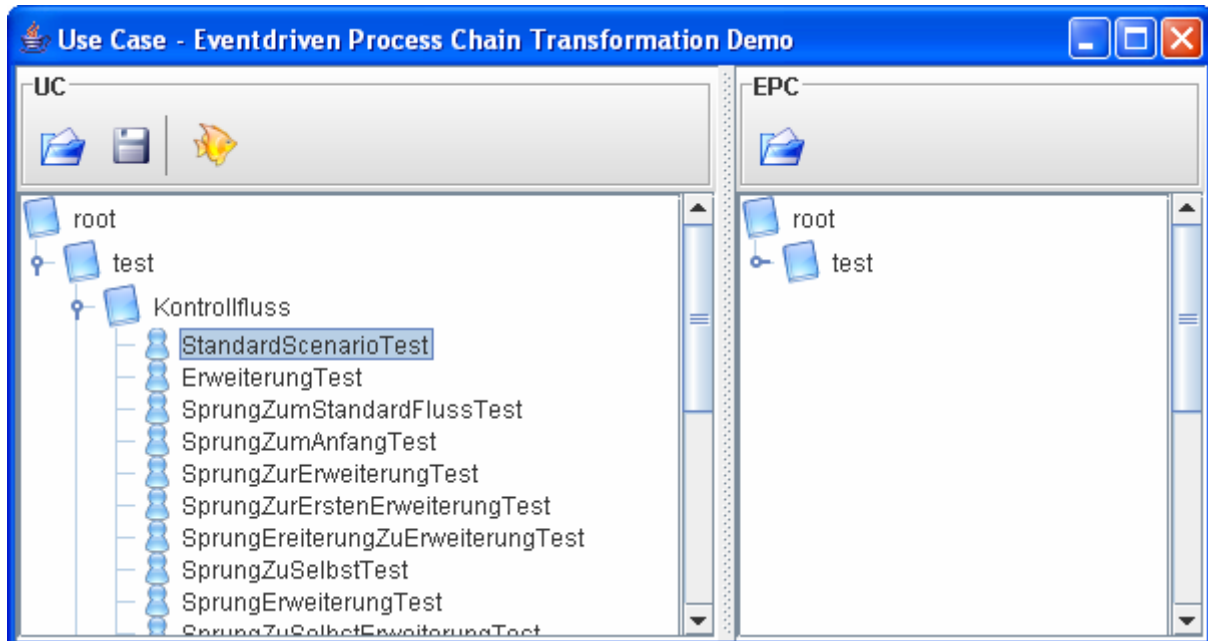 Use Case - Eventdriven Process Chain Transformation Demo
UC
EPC
root
test
Kontrollfluss
StandardScenarioTest
ErweiterungTest
SprungZumStandardFlussTest
SprungZumAnfangTest
SprungZurErweiterungTest
SprungZurErstenErweiterungTest
SprungEreiterungZuErweiterungTest
SprungZuSelbstTest
SprungErweiterungTest
SprungZuSelbstErweiterungTest
root
test